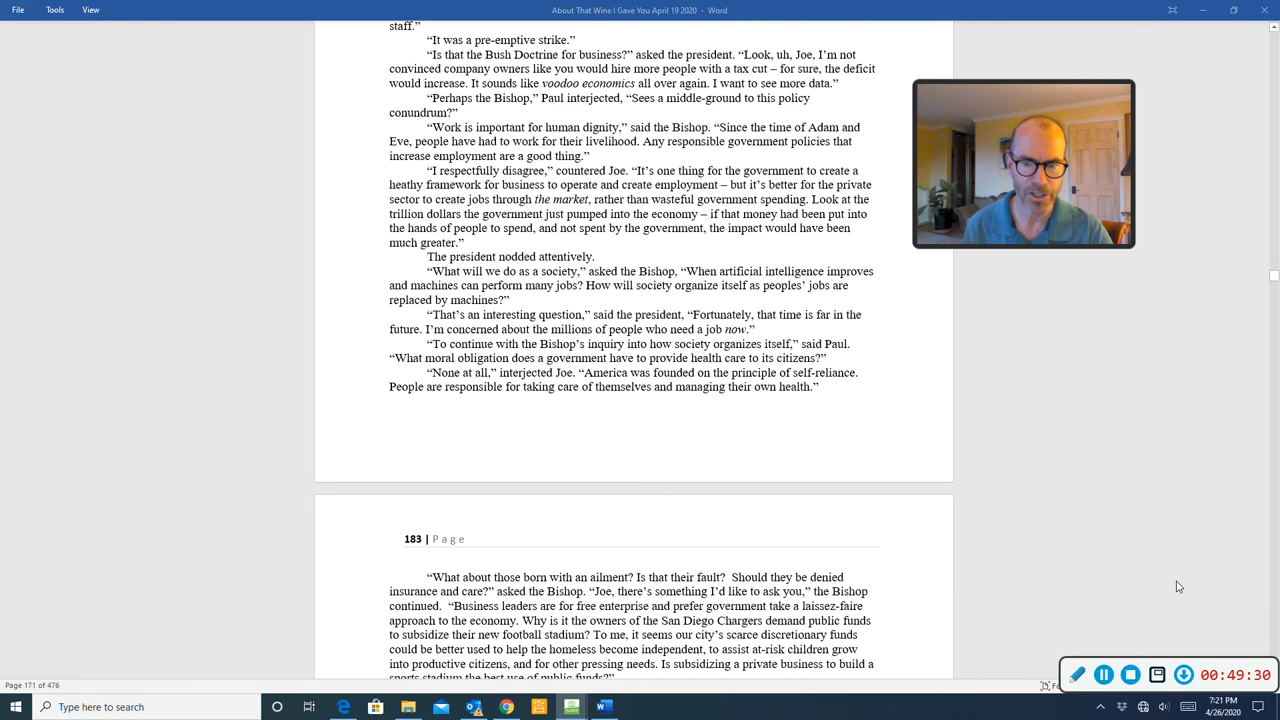 File Tools View About That Wine I Gave You April 19 2020 - Word
staff.”
“It was a pre-emptive strike.”
“Is that the Bush Doctrine for business?” asked the president. “Look, uh, Joe, I’m not
convinced company owners like you would hire more people with a tax cut – for sure, the deficit
would increase. It sounds like voodoo economics all over again. I want to see more data.”
“Perhaps the Bishop,” Paul interjected, “Sees a middle-ground to this policy
conundrum?”
“Work is important for human dignity,” said the Bishop. “Since the time of Adam and
Eve, people have had to work for their livelihood. Any responsible government policies that
increase employment are a good thing.”
“I respectfully disagree,” countered Joe. “It’s one thing for the government to create a
heathy framework for business to operate and create employment – but it’s better for the private
sector to create jobs through the market, rather than wasteful government spending. Look at the
trillion dollars the government just pumped into the economy – if that money had been put into
the hands of people to spend, and not spent by the government, the impact would have been
much greater.”
The president nodded attentively.
“What will we do as a society,” asked the Bishop, “When artificial intelligence improves
and machines can perform many jobs? How will society organize itself as peoples’ jobs are
replaced by machines?”
“That’s an interesting question,” said the president, “Fortunately, that time is far in the
future. I’m concerned about the millions of people who need a job now.”
“To continue with the Bishop’s inquiry into how society organizes itself,” said Paul.
“What moral obligation does a government have to provide health care to its citizens?”
“None at all,” interjected Joe. “America was founded on the principle of self-reliance.
People are responsible for taking care of themselves and managing their own health.”
183 | Page
“What about those born with an ailment? Is that their fault?  Should they be denied
insurance and care?” asked the Bishop. “Joe, there’s something I’d like to ask you,” the Bishop
continued.  “Business leaders are for free enterprise and prefer government take a laissez-faire
approach to the economy. Why is it the owners of the San Diego Chargers demand public funds
to subsidize their new football stadium? To me, it seems our city’s scarce discretionary funds
could be better used to help the homeless become independent, to assist at-risk children grow
into productive citizens, and for other pressing needs. Is subsidizing a private business to build a
sports stadium the best use of public funds?”
Page 171 of 476
00:49:30
Type here to search
7:21 PM
4/26/2020